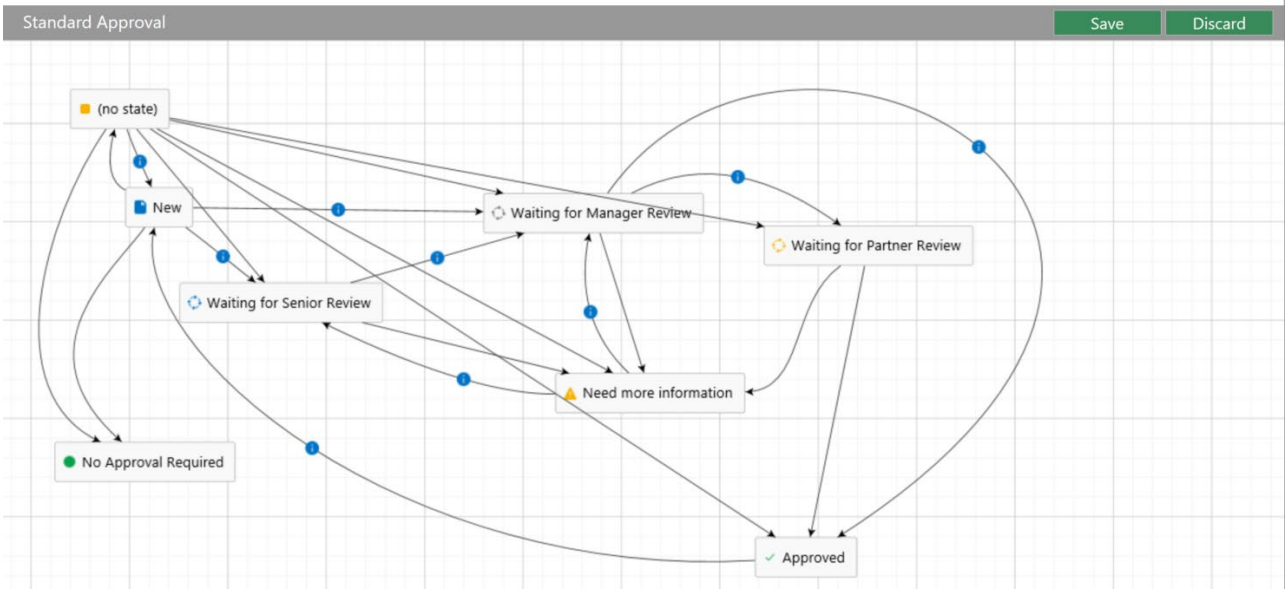 Standard Approval
Save
Discard
(no state)
New
Waiting for Manager Review
Waiting for Partner Review
Waiting for Senior Review
Need more information
No Approval Required
Approved